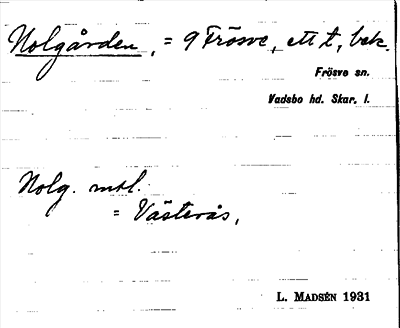 Nolgården, = 9 Frösve, ett t, bek.
Frösve sn.
Vadsbo hd. Skar. l.
Nolg. mtl.
= Västerås,
L. MADSÉN 1931